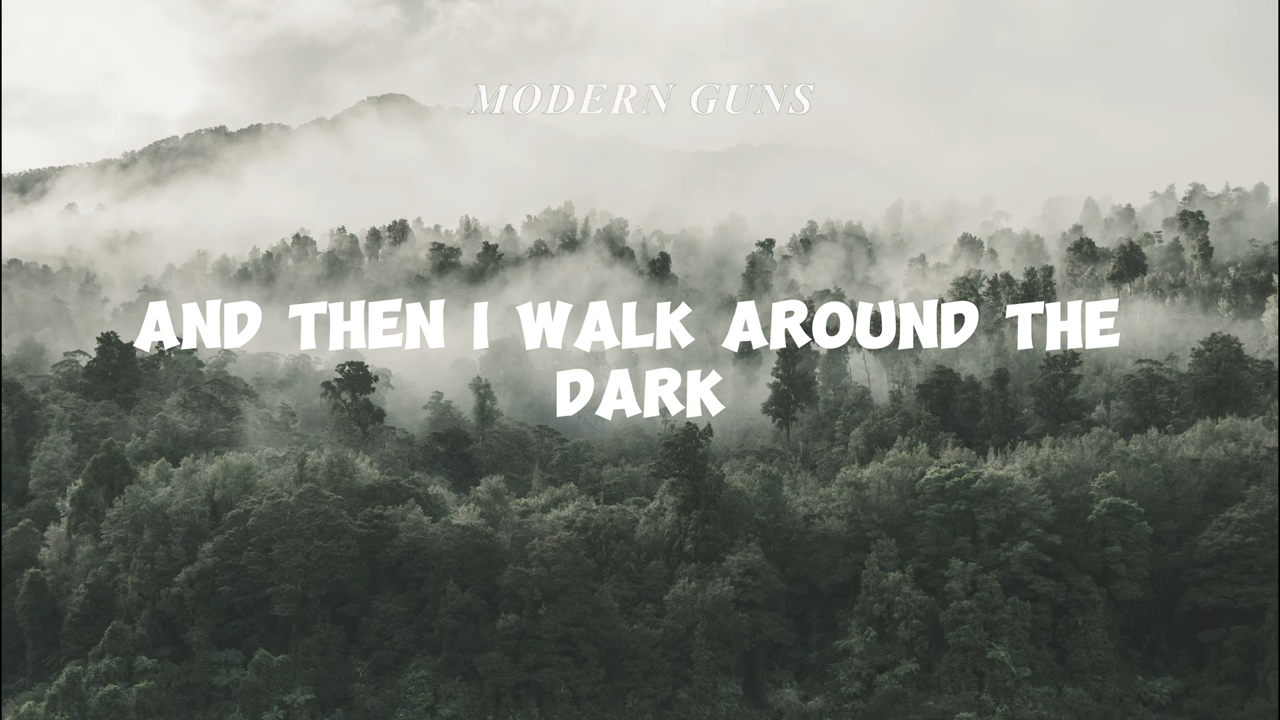 MODERN GUNS
AND THEN I WALK AROUND THE
DARK